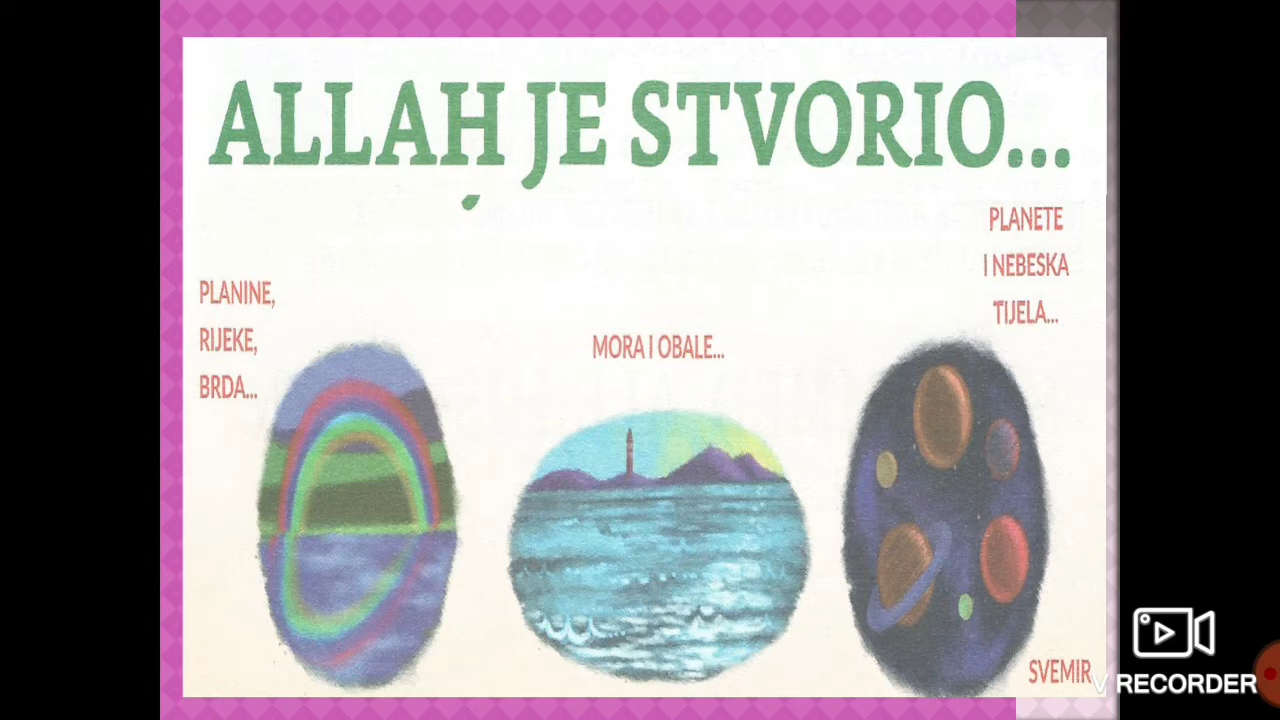 ALLAH JE STVORIO...
PLANETE
I NEBESKA
TIJELA...
PLANINE,
RIJEKE,
BRDA...
MORA I OBALE...
SVEMIR
V RECORDER